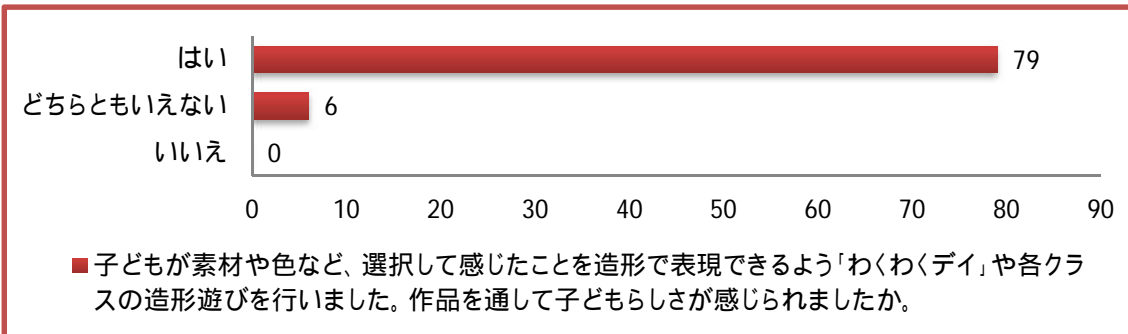 はい 79
どちらともいえない 6
いいえ 0
0 10 20 30 40 50 60 70 80 90
子どもが素材や色など、選択して感じたことを造形で表現できるよう「わくわくデイ」や各クラ
スの造形遊びを行いました。作品を通して子どもらしさが感じられましたか。